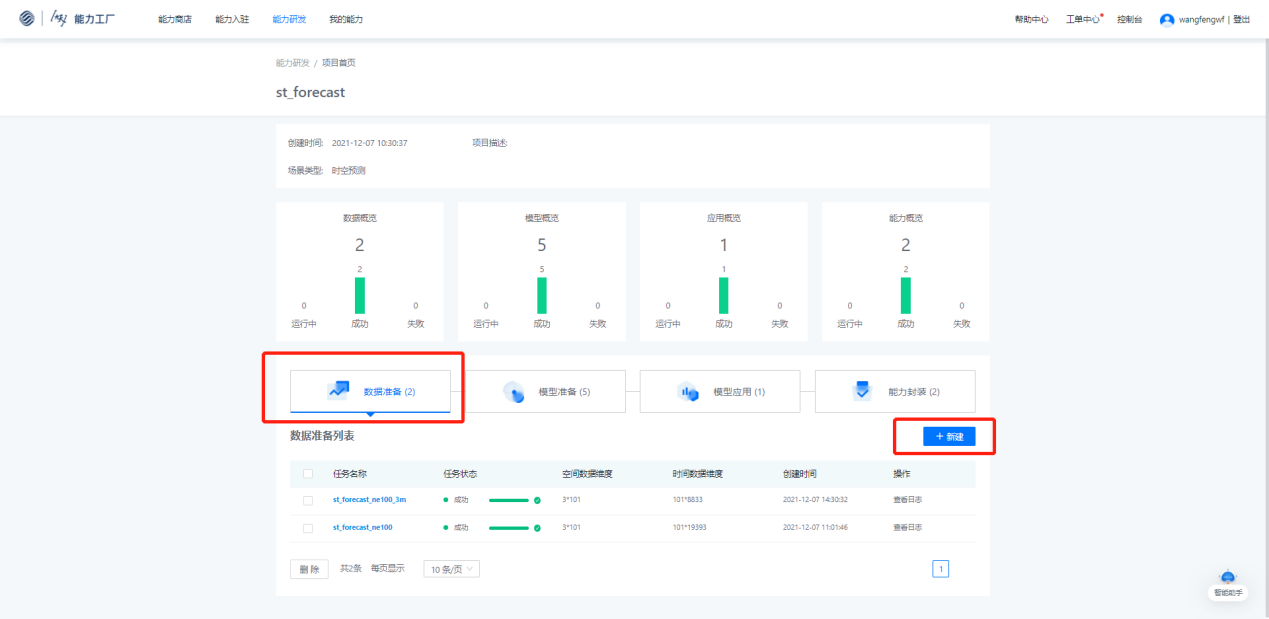 能力工厂 能力商店 能力入驻 能力研发 我的能力 帮助中心 工单中心 控制台 wangfengwf | 登出
能力研发 / 项目首页
st_forecast
创建时间: 2021-12-07 10:30:37 项目描述:
场景类型: 时空预测
数据概览 模型概览 应用概览 能力概览
2 5 1 2
2 5 1 2
0 0 0 0 0 0 0 0
运行中 成功 失败 运行中 成功 失败 运行中 成功 失败 运行中 成功 失败
数据准备 (2) 模型准备 (5) 模型应用 (1) 能力封装 (2)
数据准备列表 + 新建
任务名称 任务状态 空间数据维度 时间数据维度 创建时间 操作
st_forecast_ne100_3m 成功 3*101 101*8833 2021-12-07 14:30:32 查看日志
st_forecast_ne100 成功 3*101 101*19393 2021-12-07 11:01:46 查看日志
删除 共2条 每页显示 10 条/页 1
智能助手